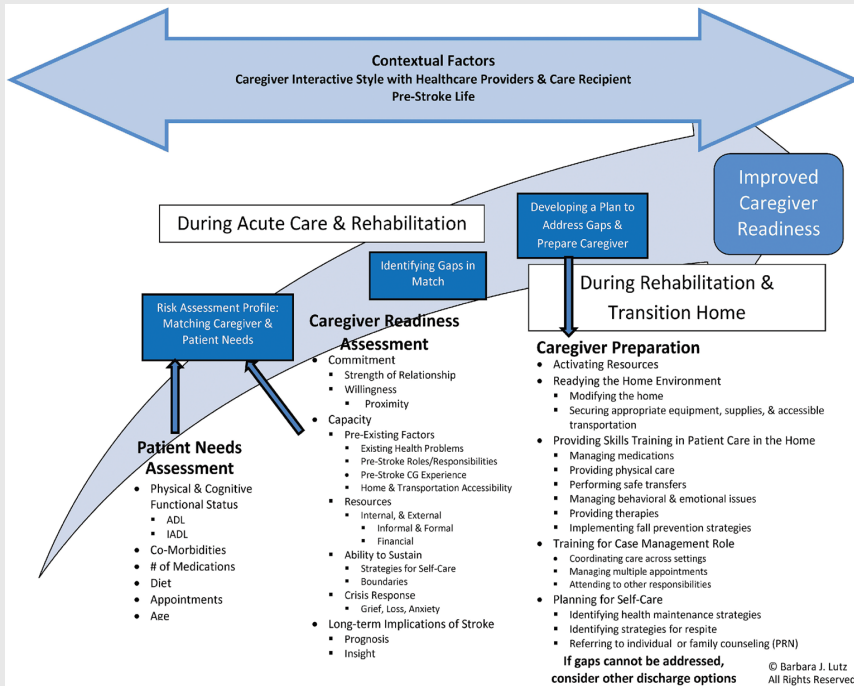 Contextual Factors
Caregiver Interactive Style with Healthcare Providers & Care Recipient
Pre-Stroke Life
Improved
Caregiver
Readiness
During Acute Care & Rehabilitation
Developing a Plan to
Address Gaps &
Prepare Caregiver
Identifying Gaps in
Match
During Rehabilitation &
Transition Home
Risk Assessment Profile:
Matching Caregiver &
Patient Needs
Patient Needs
Assessment
• Physical & Cognitive
Functional Status
▪ ADL
▪ IADL
• Co-Morbidities
• # of Medications
• Diet
• Appointments
• Age
Caregiver Readiness
Assessment
• Commitment
▪ Strength of Relationship
▪ Willingness
▪ Proximity
• Capacity
▪ Pre-Existing Factors
▪ Existing Health Problems
▪ Pre-Stroke Roles/Responsibilities
▪ Pre-Stroke CG Experience
▪ Home & Transportation Accessibility
▪ Resources
▪ Internal, & External
▪ Informal & Formal
▪ Financial
▪ Ability to Sustain
▪ Strategies for Self-Care
▪ Boundaries
▪ Crisis Response
▪ Grief, Loss, Anxiety
• Long-term Implications of Stroke
▪ Prognosis
▪ Insight
Caregiver Preparation
• Activating Resources
• Readying the Home Environment
▪ Modifying the home
▪ Securing appropriate equipment, supplies, & accessible
transportation
• Providing Skills Training in Patient Care in the Home
▪ Managing medications
▪ Providing physical care
▪ Performing safe transfers
▪ Managing behavioral & emotional issues
▪ Providing therapies
▪ Implementing fall prevention strategies
• Training for Case Management Role
• Coordinating care across settings
▪ Managing multiple appointments
▪ Attending to other responsibilities
• Planning for Self-Care
▪ Identifying health maintenance strategies
▪ Identifying strategies for respite
▪ Referring to individual or family counseling (PRN)
If gaps cannot be addressed,
consider other discharge options
© Barbara J. Lutz
All Rights Reserved